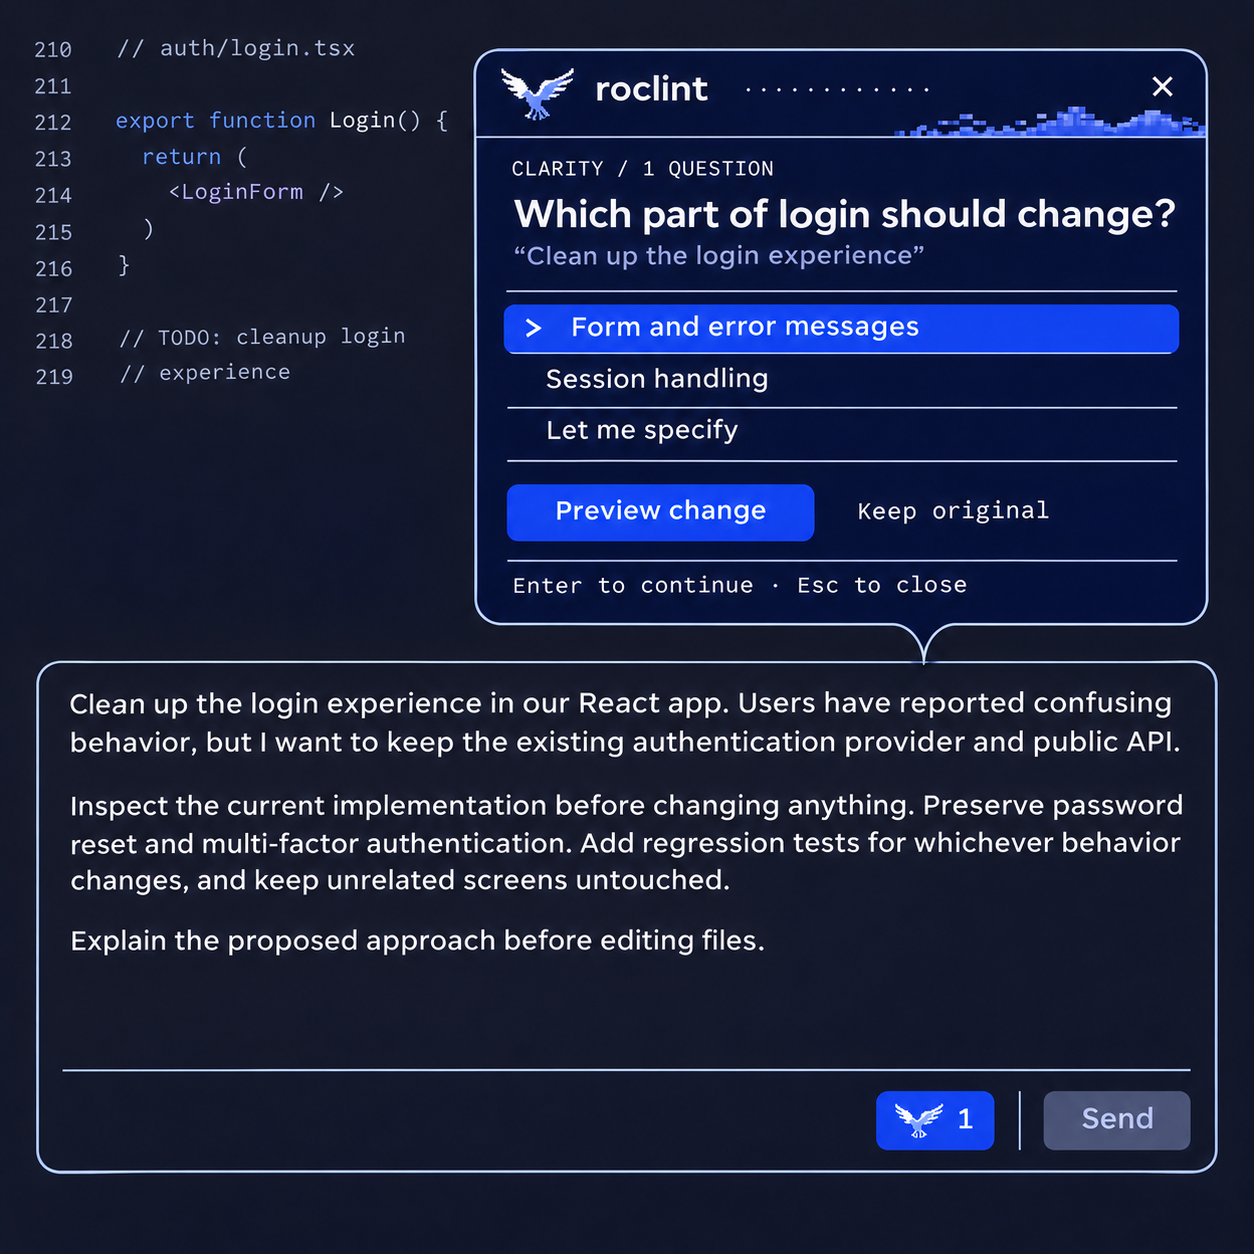 210 // auth/login.tsx
211
212 export function Login() {
213 return (
214 <LoginForm />
215 )
216 }
217
218 // TODO: cleanup login
219 // experience
roclint ............ ✕
CLARITY / 1 QUESTION
Which part of login should change?
“Clean up the login experience”
> Form and error messages
Session handling
Let me specify
Preview change Keep original
Enter to continue · Esc to close
Clean up the login experience in our React app. Users have reported confusing
behavior, but I want to keep the existing authentication provider and public API.
Inspect the current implementation before changing anything. Preserve password
reset and multi-factor authentication. Add regression tests for whichever behavior
changes, and keep unrelated screens untouched.
Explain the proposed approach before editing files.
1 Send